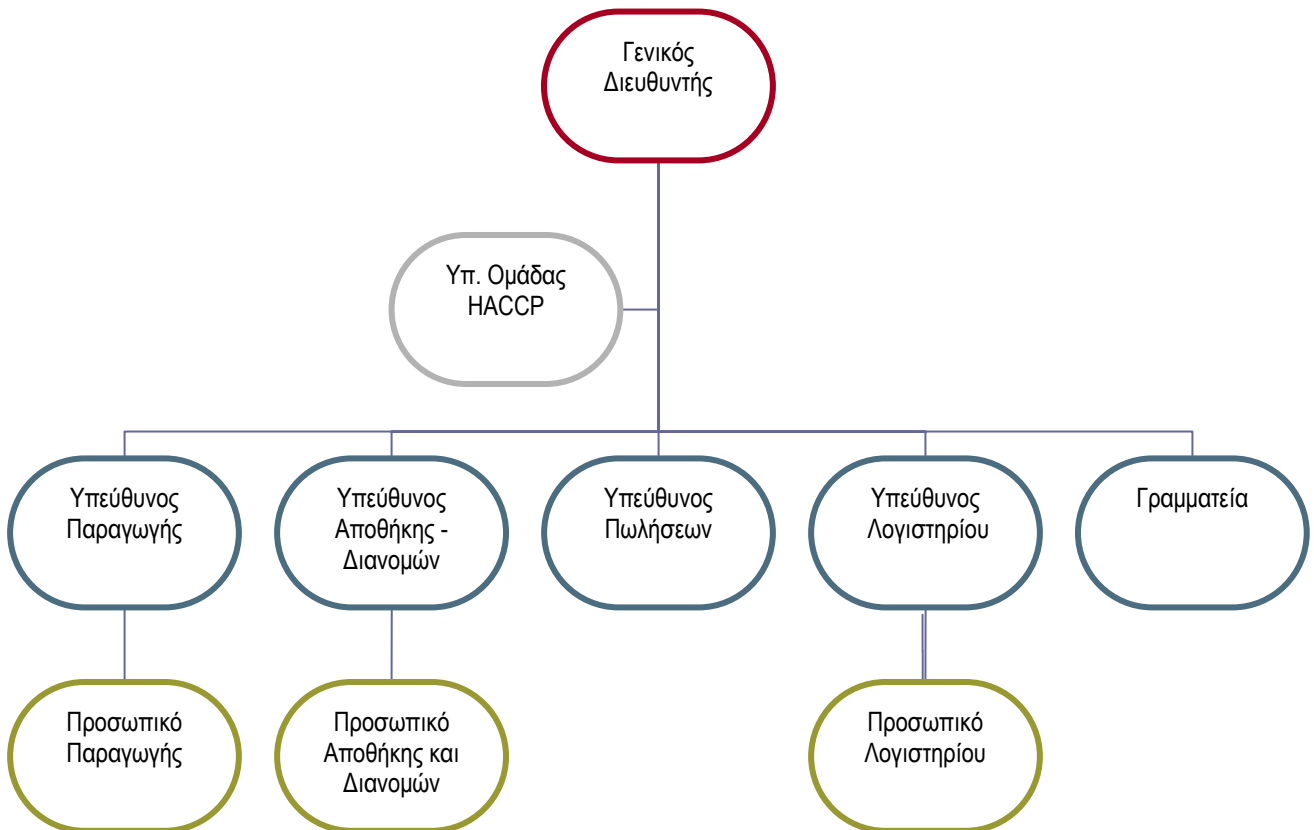 Γενικός
Διευθυντής
Υπ. Ομάδας
HACCP
Υπεύθυνος
Παραγωγής
Υπεύθυνος
Αποθήκης -
Διανομών
Υπεύθυνος
Πωλήσεων
Υπεύθυνος
Λογιστηρίου
Γραμματεία
Προσωπικό
Παραγωγής
Προσωπικό
Αποθήκης και
Διανομών
Προσωπικό
Λογιστηρίου